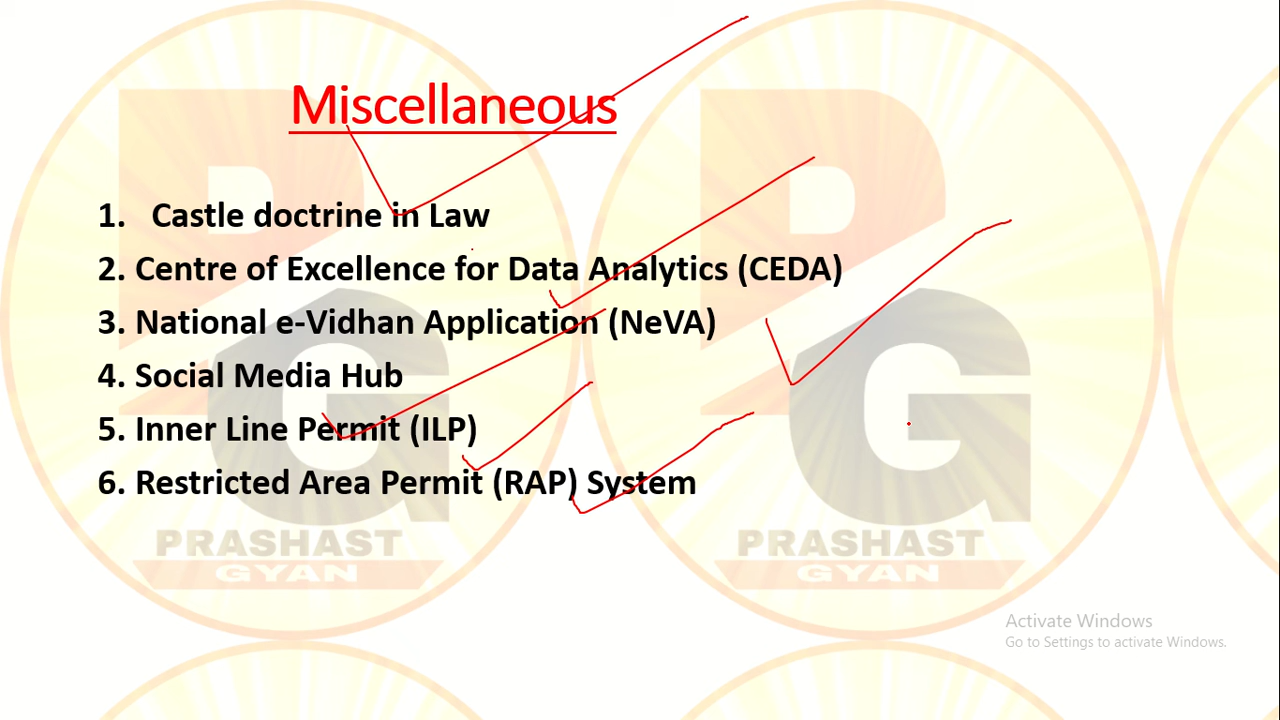 Miscellaneous
1. Castle doctrine in Law
2. Centre of Excellence for Data Analytics (CEDA)
3. National e-Vidhan Application (NeVA)
4. Social Media Hub
5. Inner Line Permit (ILP)
6. Restricted Area Permit (RAP) System
PRASHAST
GYAN
PRASHAST
GYAN
Activate Windows
Go to Settings to activate Windows.